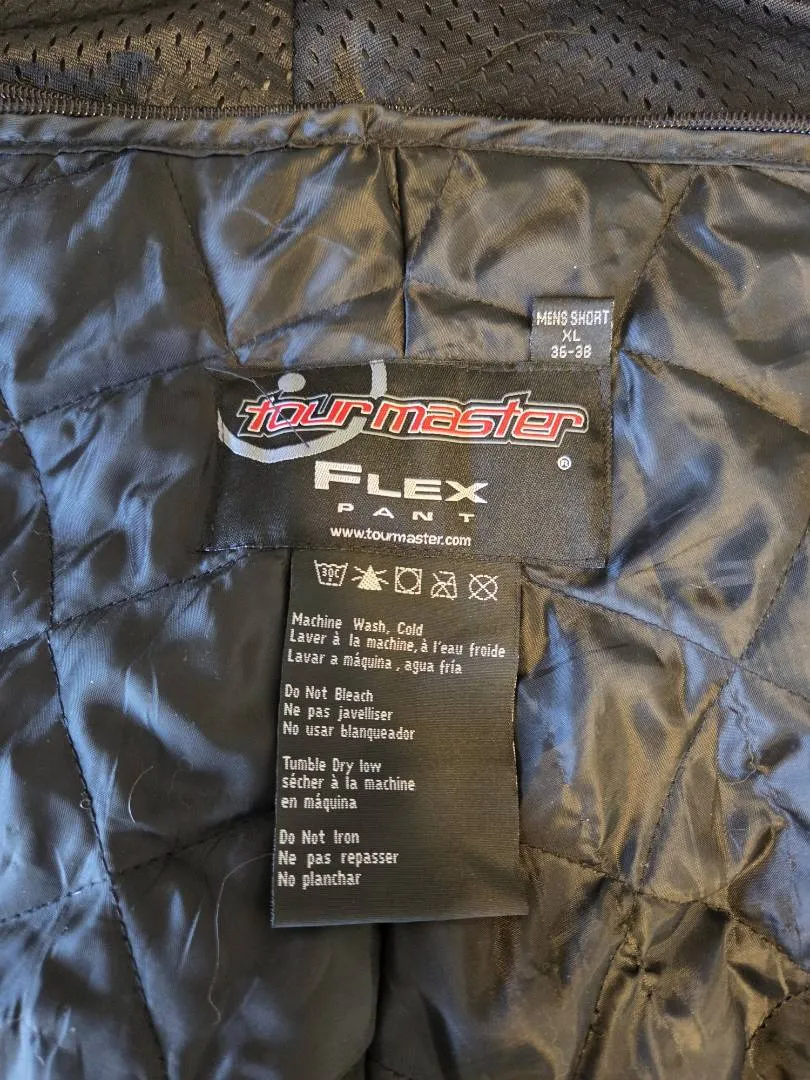 MENS SHORT
XL
36-38
tourmaster
®
FLEX
PANT
www.tourmaster.com
30C
Machine Wash, Cold
Laver à la machine, à l'eau froide
Lavar a máquina , agua fría
Do Not Bleach
Ne pas javelliser
No usar blanqueador
Tumble Dry low
sécher à la machine
en máquina
Do Not Iron
Ne pas repasser
No planchar